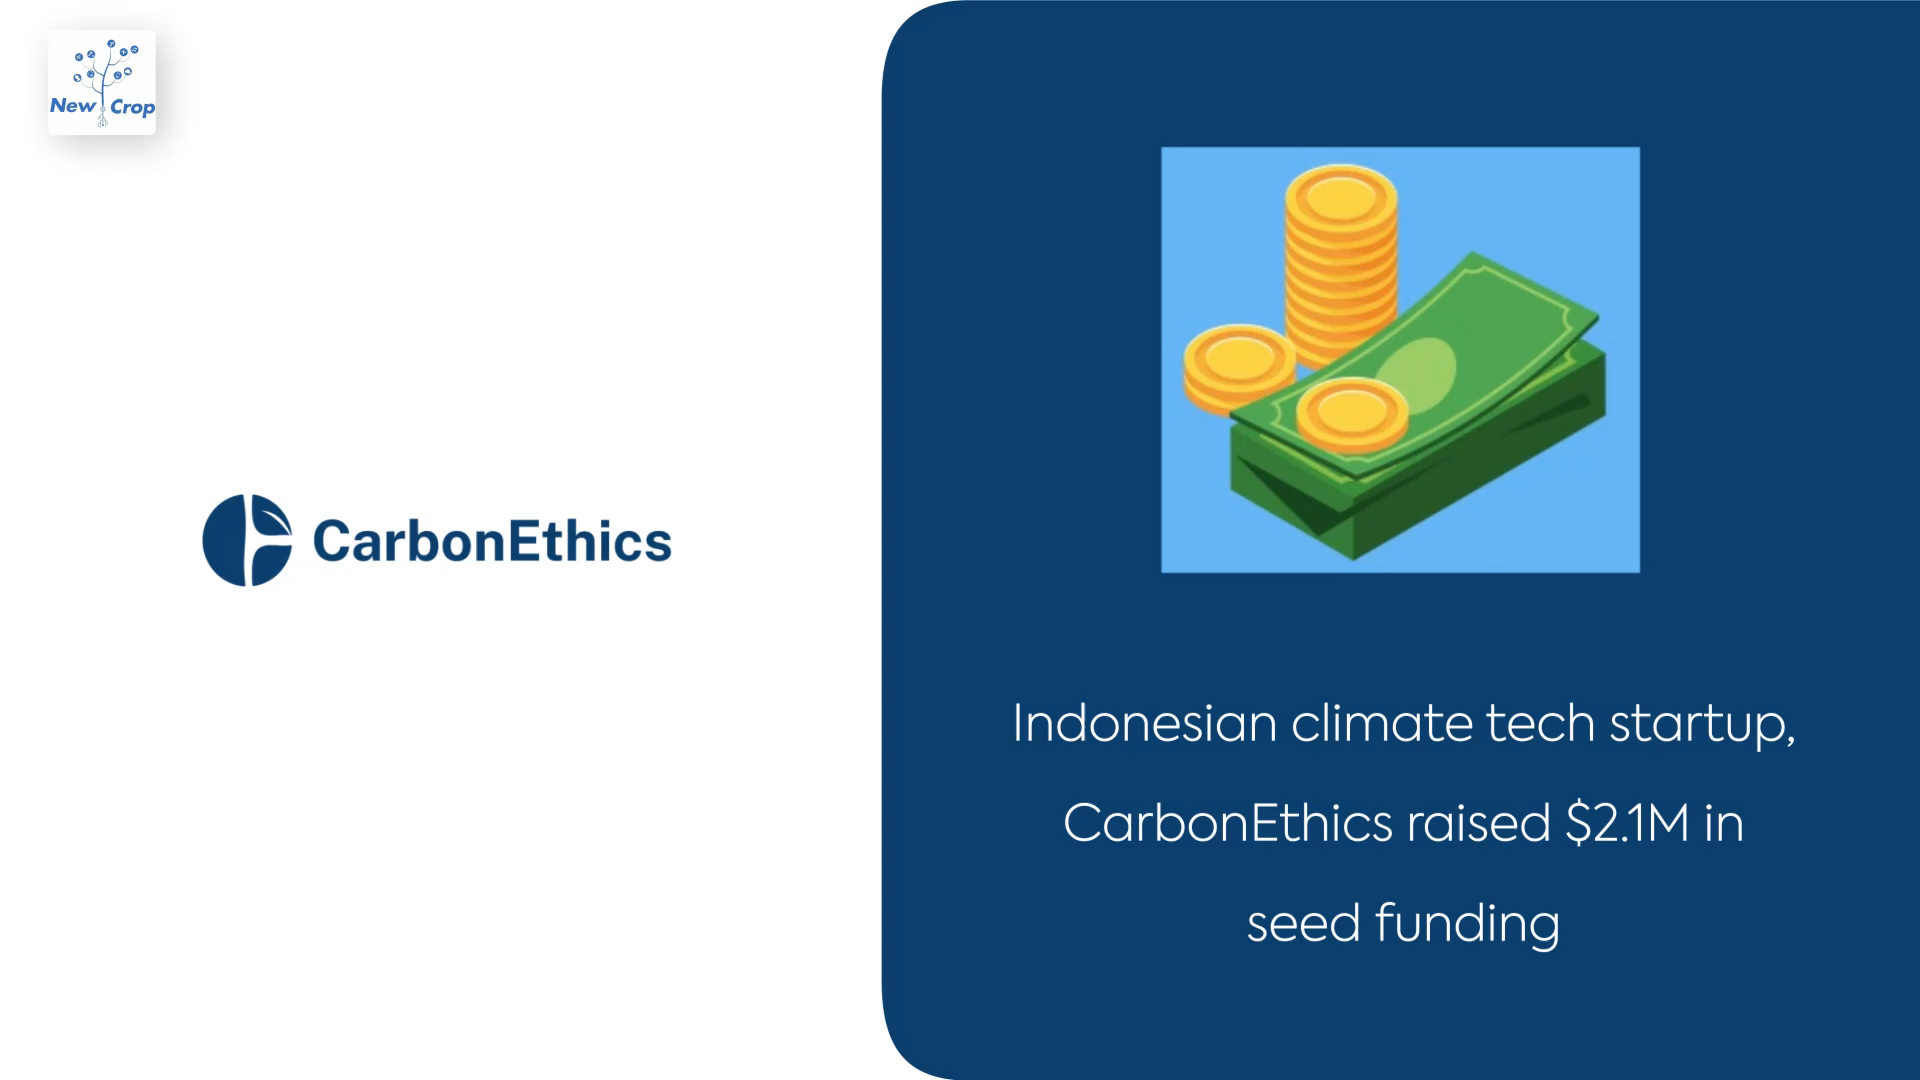 New Crop
CarbonEthics
Indonesian climate tech startup,
CarbonEthics raised $2.1M in
seed funding